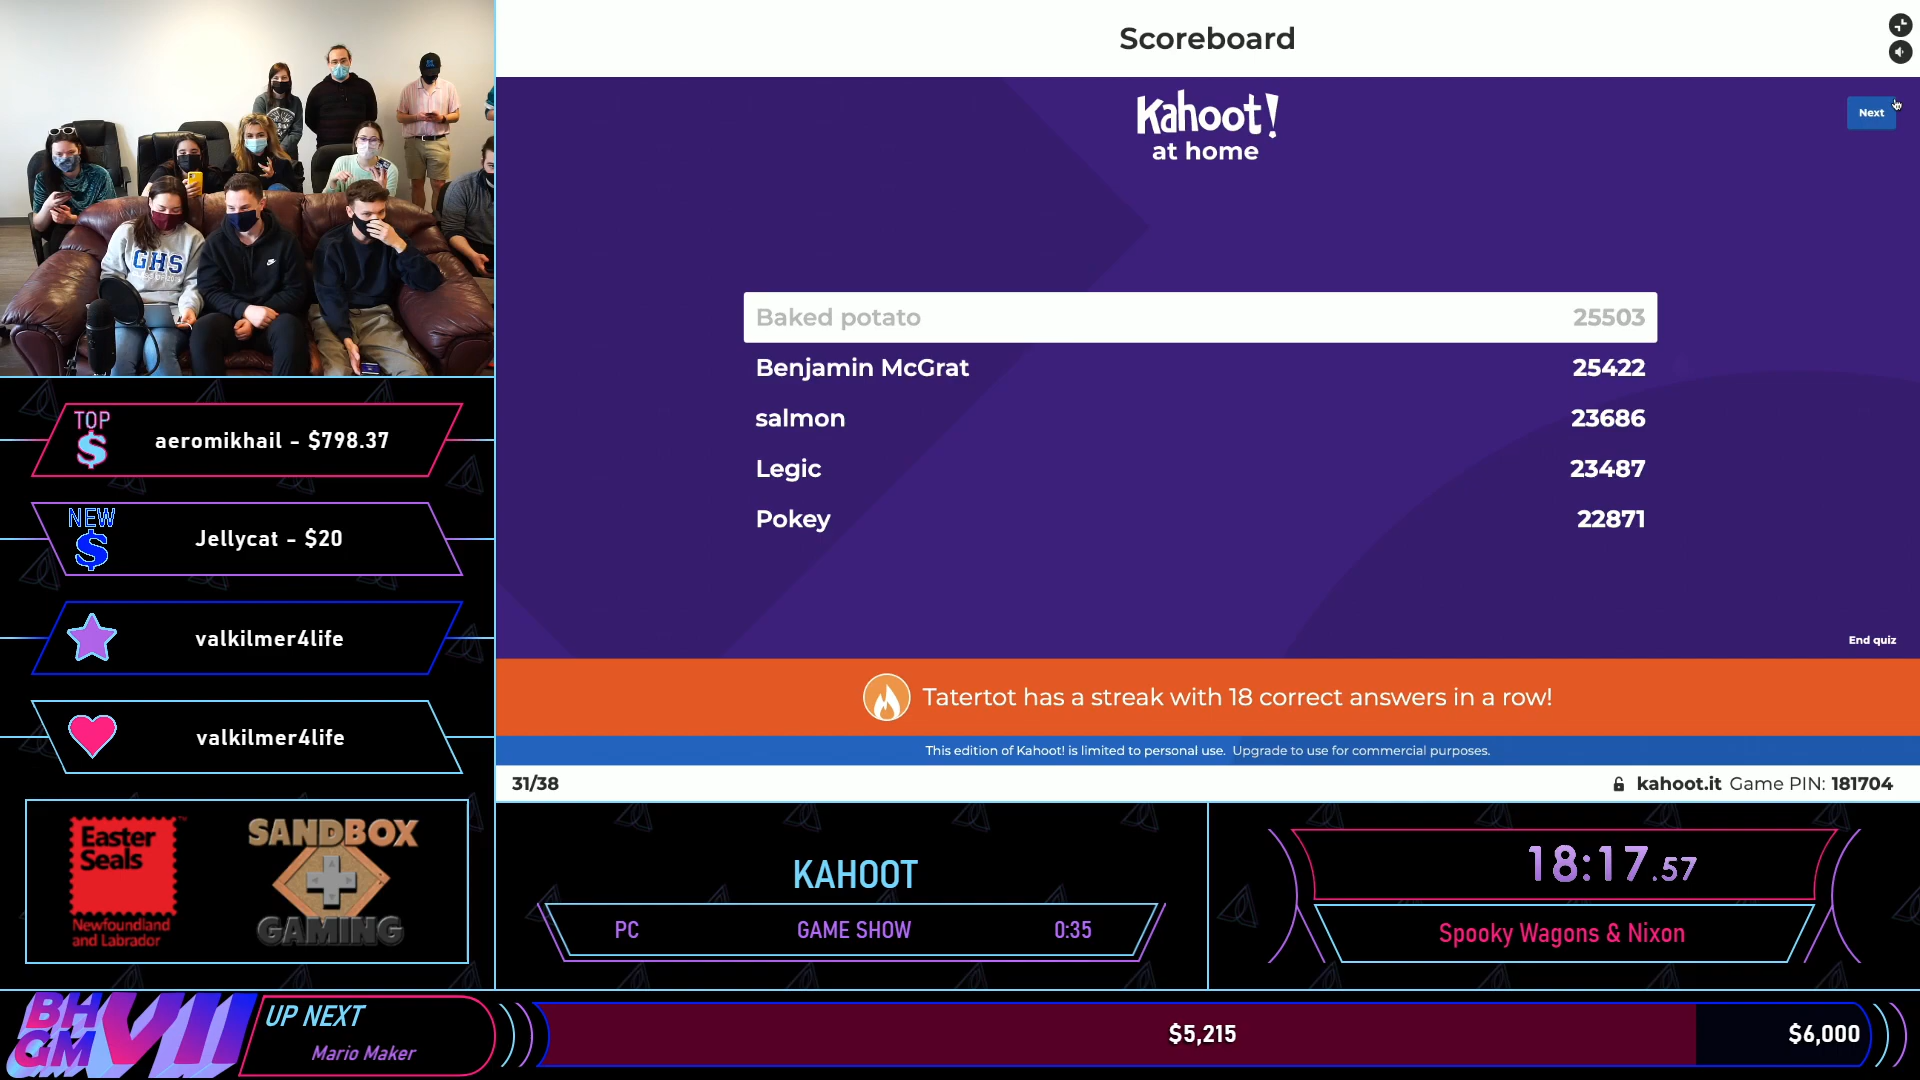 Scoreboard
Kahoot!
at home
Next
Baked potato 25503
Benjamin McGrat 25422
salmon 23686
Legic 23487
Pokey 22871
End quiz
Tatertot has a streak with 18 correct answers in a row!
This edition of Kahoot! is limited to personal use. Upgrade to use for commercial purposes.
31/38
kahoot.it Game PIN: 181704
GHS
TOP
$
aeromikhail - $798.37
NEW
$
Jellycat - $20
valkilmer4life
valkilmer4life
Easter
Seals
TM
Newfoundland
and Labrador
SANDBOX
GAMING
KAHOOT
PC GAME SHOW 0:35
18:17.57
Spooky Wagons & Nixon
BH
GM
VII
UP NEXT
Mario Maker
$5,215
$6,000